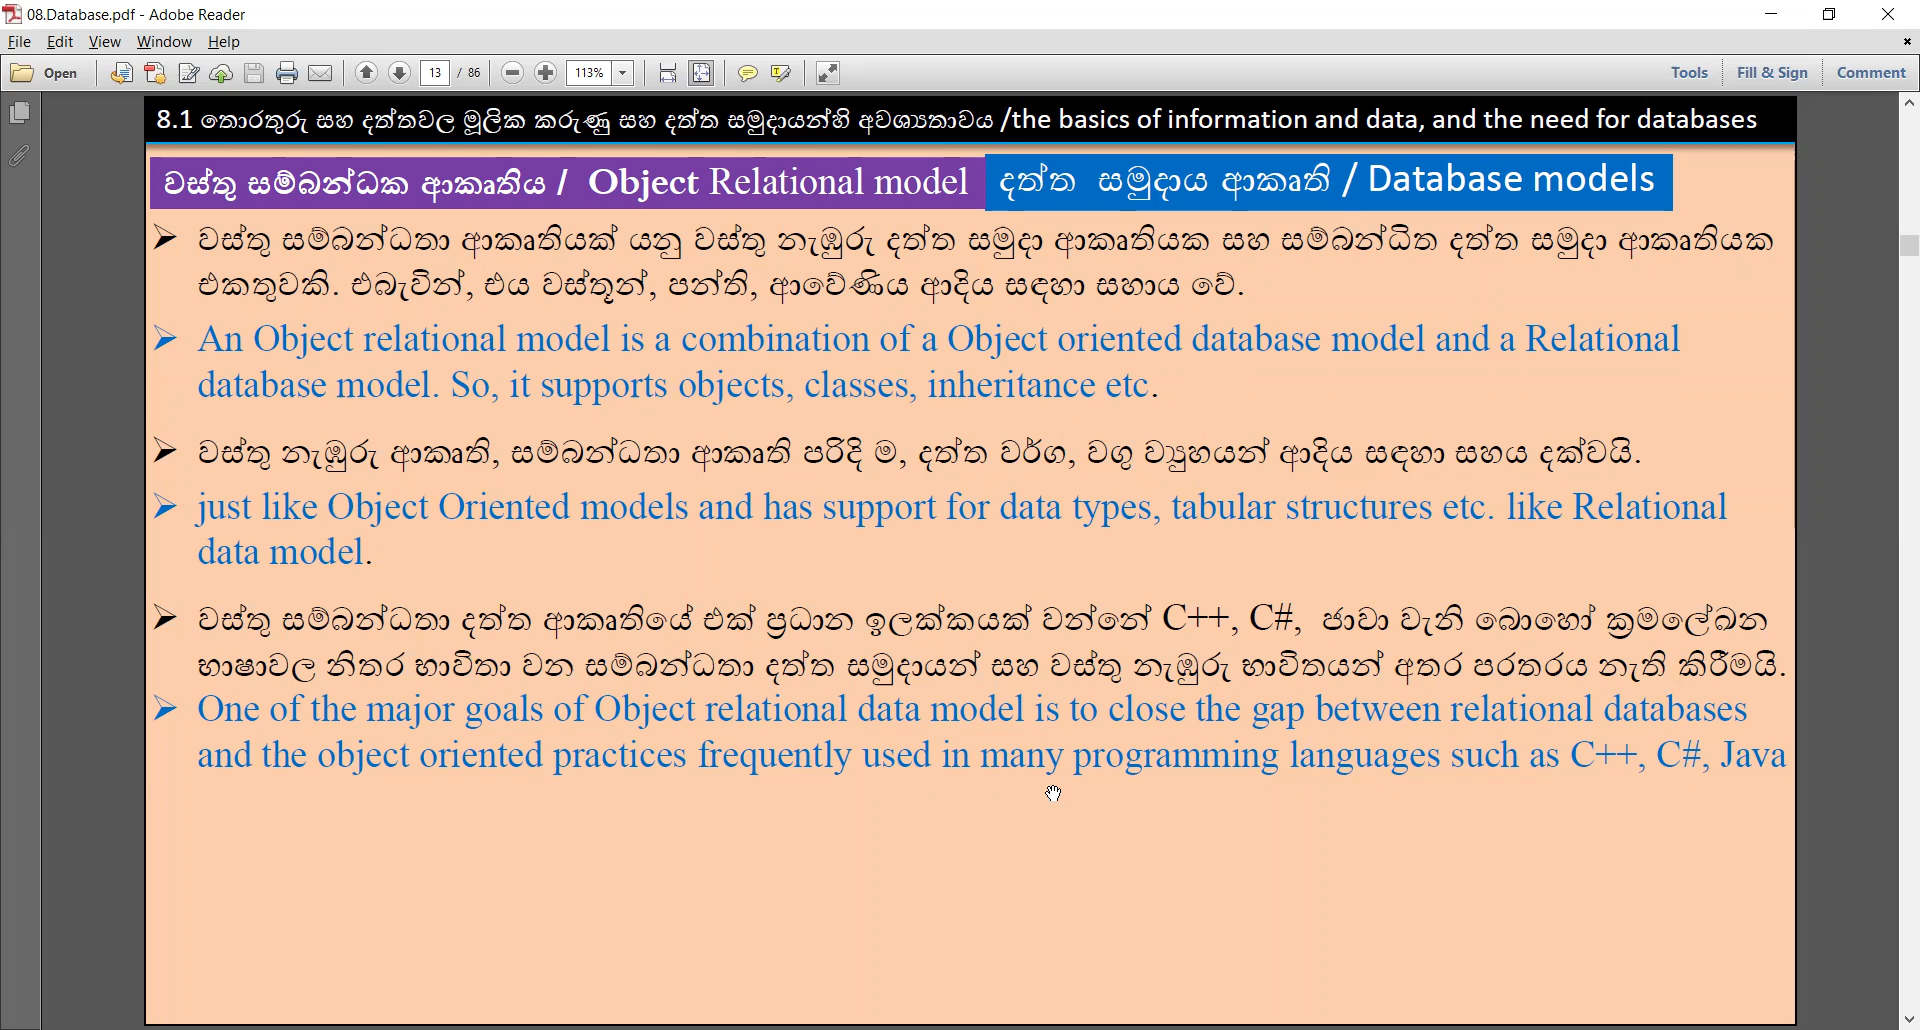 08.Database.pdf - Adobe Reader
File Edit View Window Help
Open 13 / 86 113% Tools Fill & Sign Comment
8.1 තොරතුරු සහ දත්තවල මූලික කරුණු සහ දත්ත සමුදායන්හි අවශ්‍යතාවය /the basics of information and data, and the need for databases
වස්තු සම්බන්ධක ආකෘතිය / Object Relational model දත්ත සමුදාය ආකෘති / Database models
➢ වස්තු සම්බන්ධතා ආකෘතියක් යනු වස්තු නැඹුරු දත්ත සමුදා ආකෘතියක සහ සම්බන්ධිත දත්ත සමුදා ආකෘතියක
එකතුවකි. එබැවින්, එය වස්තූන්, පන්ති, ආවේණිය ආදිය සඳහා සහාය වේ.
➢ An Object relational model is a combination of a Object oriented database model and a Relational
database model. So, it supports objects, classes, inheritance etc.
➢ වස්තු නැඹුරු ආකෘති, සම්බන්ධතා ආකෘති පරිදි ම, දත්ත වර්ග, වගු ව්‍යුහයන් ආදිය සඳහා සහය දක්වයි.
➢ just like Object Oriented models and has support for data types, tabular structures etc. like Relational
data model.
➢ වස්තු සම්බන්ධතා දත්ත ආකෘතියේ එක් ප්‍රධාන ඉලක්කයක් වන්නේ C++, C#, ජාවා වැනි බොහෝ ක්‍රමලේඛන
භාෂාවල නිතර භාවිතා වන සම්බන්ධතා දත්ත සමුදායන් සහ වස්තු නැඹුරු භාවිතයන් අතර පරතරය නැති කිරීමයි.
➢ One of the major goals of Object relational data model is to close the gap between relational databases
and the object oriented practices frequently used in many programming languages such as C++, C#, Java